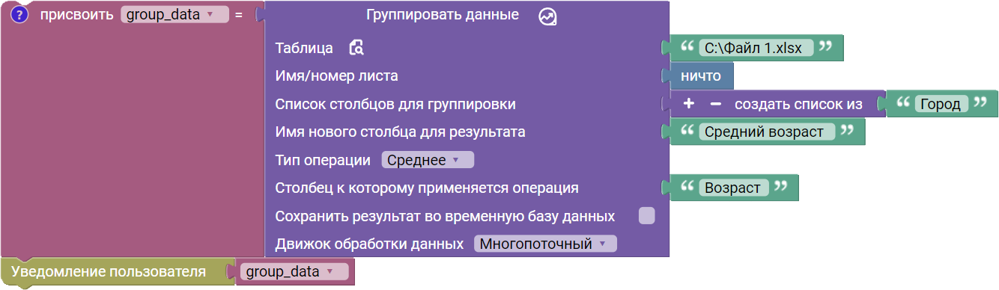 ? присвоить group_data = Группировать данные
Таблица “ C:\Файл 1.xlsx ”
Имя/номер листа ничто
Список столбцов для группировки + − создать список из “ Город ”
Имя нового столбца для результата “ Средний возраст ”
Тип операции Среднее
Столбец к которому применяется операция “ Возраст ”
Сохранить результат во временную базу данных
Движок обработки данных Многопоточный
Уведомление пользователя group_data